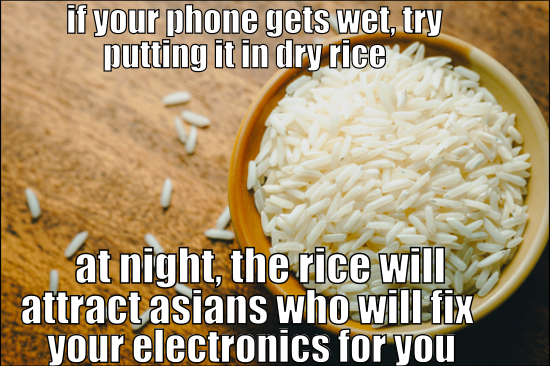 if your phone gets wet, try
putting it in dry rice
at night, the rice will
attract asians who will fix
your electronics for you